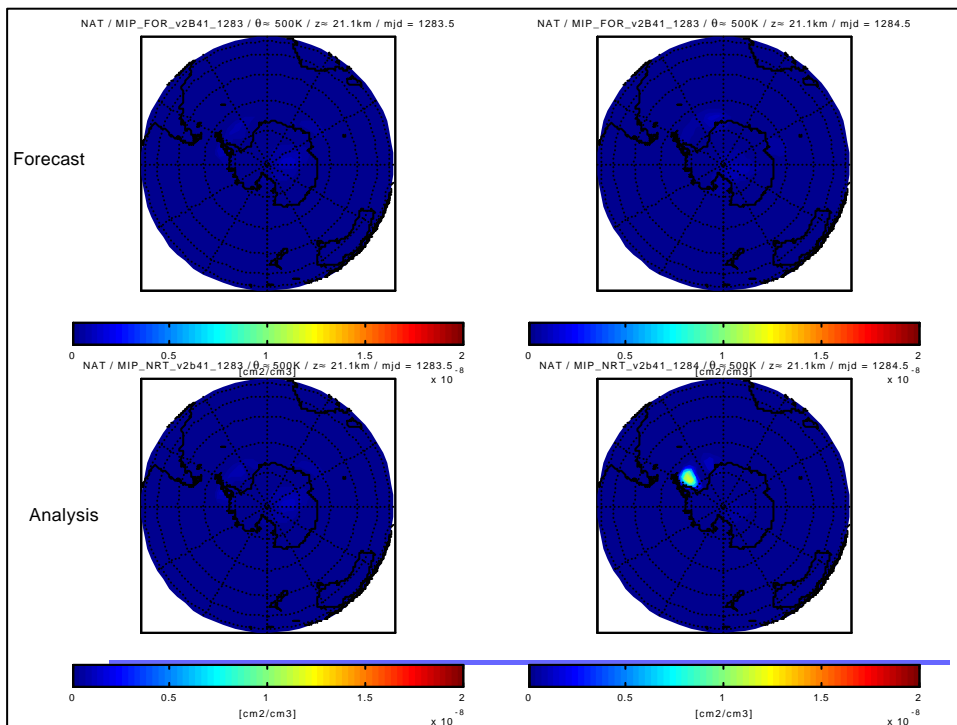 NAT / MIP_FOR_v2B41_1283 / θ≈ 500K / z≈ 21.1km / mjd = 1283.5
NAT / MIP_FOR_v2B41_1283 / θ≈ 500K / z≈ 21.1km / mjd = 1284.5
Forecast
0 0.5 1 1.5 2
[cm2/cm3]
x 10 -8
0 0.5 1 1.5 2
[cm2/cm3]
x 10 -8
NAT / MIP_NRT_v2b41_1283 / θ≈ 500K / z≈ 21.1km / mjd = 1283.5
NAT / MIP_NRT_v2b41_1284 / θ≈ 500K / z≈ 21.1km / mjd = 1284.5
Analysis
0 0.5 1 1.5 2
[cm2/cm3]
x 10 -8
0 0.5 1 1.5 2
[cm2/cm3]
x 10 -8